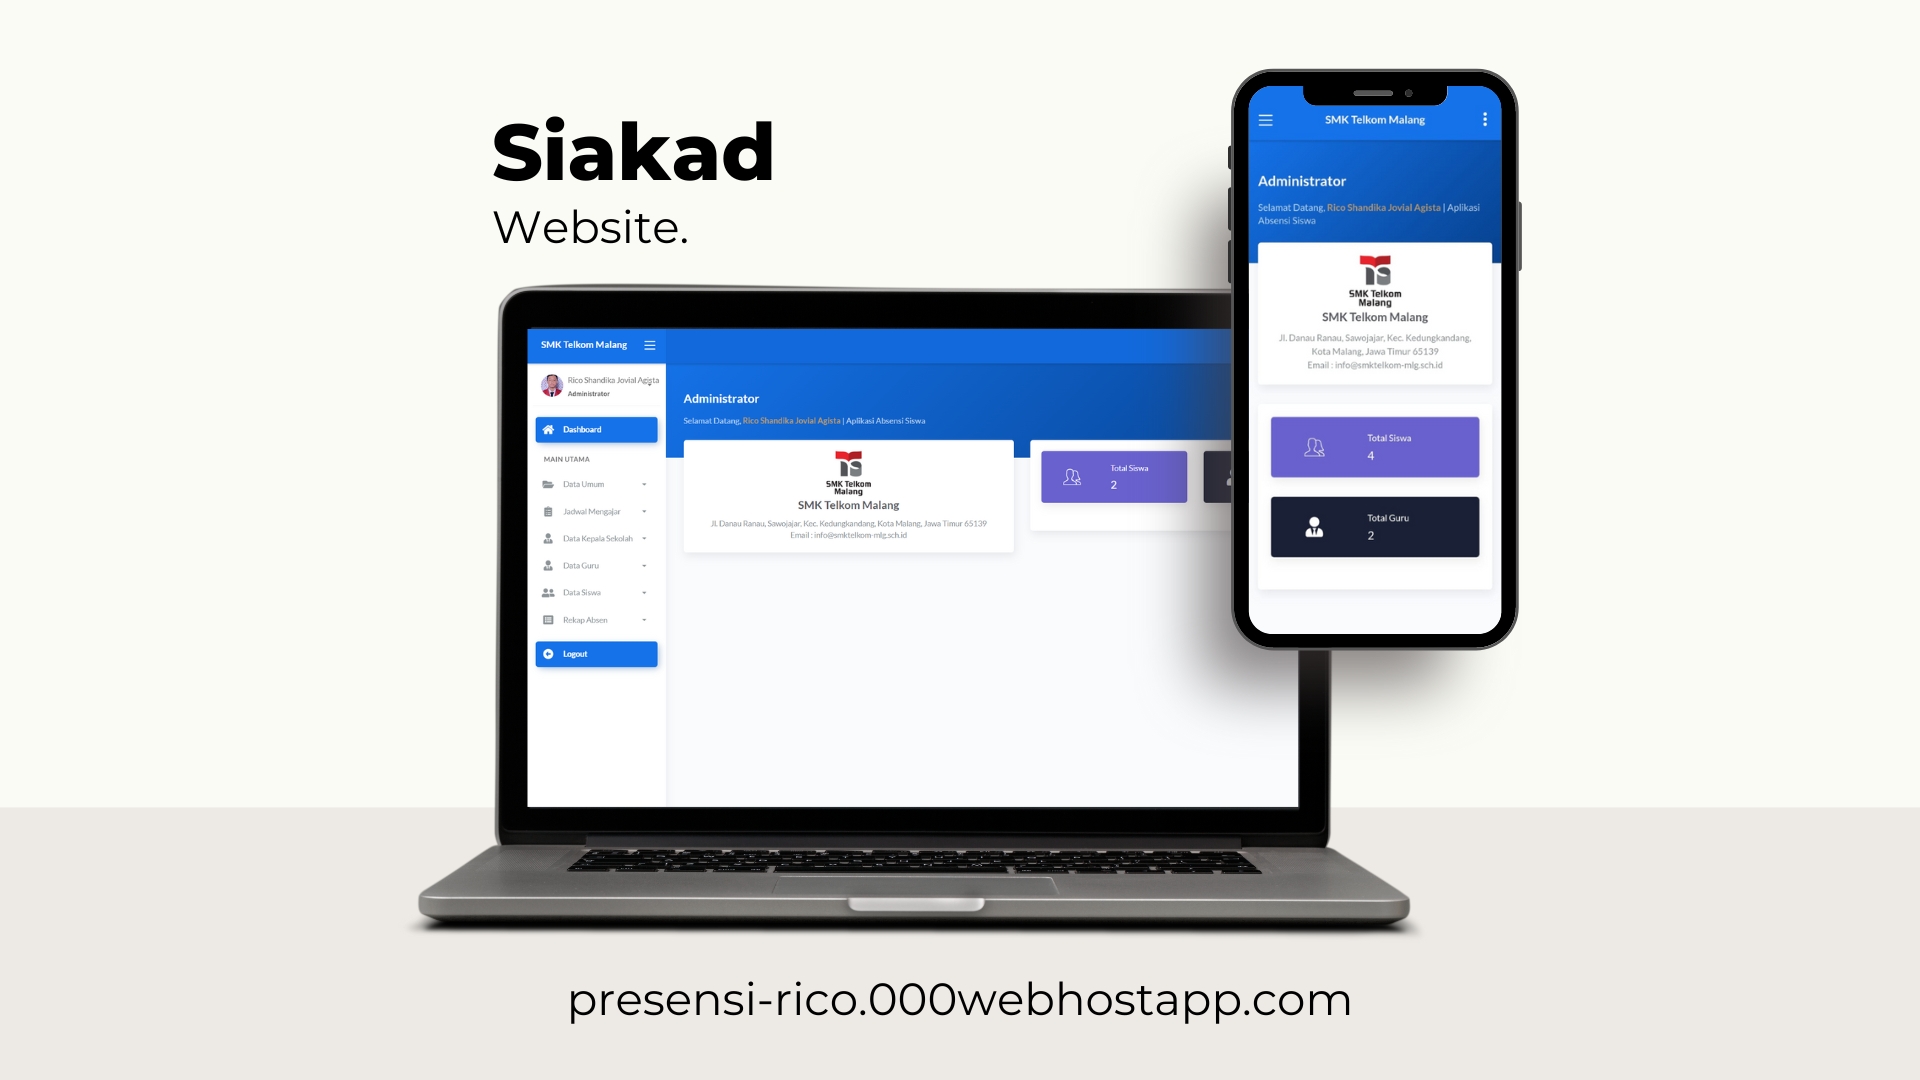 Siakad
Website.
SMK Telkom Malang
Rico Shandika Jovial Agista
Administrator
Dashboard
MAIN UTAMA
Data Umum
Jadwal Mengajar
Data Kepala Sekolah
Data Guru
Data Siswa
Rekap Absen
Logout
Administrator
Selamat Datang, Rico Shandika Jovial Agista | Aplikasi Absensi Siswa
SMK Telkom
Malang
SMK Telkom Malang
Jl. Danau Ranau, Sawojajar, Kec. Kedungkandang, Kota Malang, Jawa Timur 65139
Email : info@smktelkom-mlg.sch.id
Total Siswa
2
SMK Telkom Malang
Administrator
Selamat Datang, Rico Shandika Jovial Agista | Aplikasi
Absensi Siswa
SMK Telkom
Malang
SMK Telkom Malang
Jl. Danau Ranau, Sawojajar, Kec. Kedungkandang,
Kota Malang, Jawa Timur 65139
Email : info@smktelkom-mlg.sch.id
Total Siswa
4
Total Guru
2
presensi-rico.000webhostapp.com